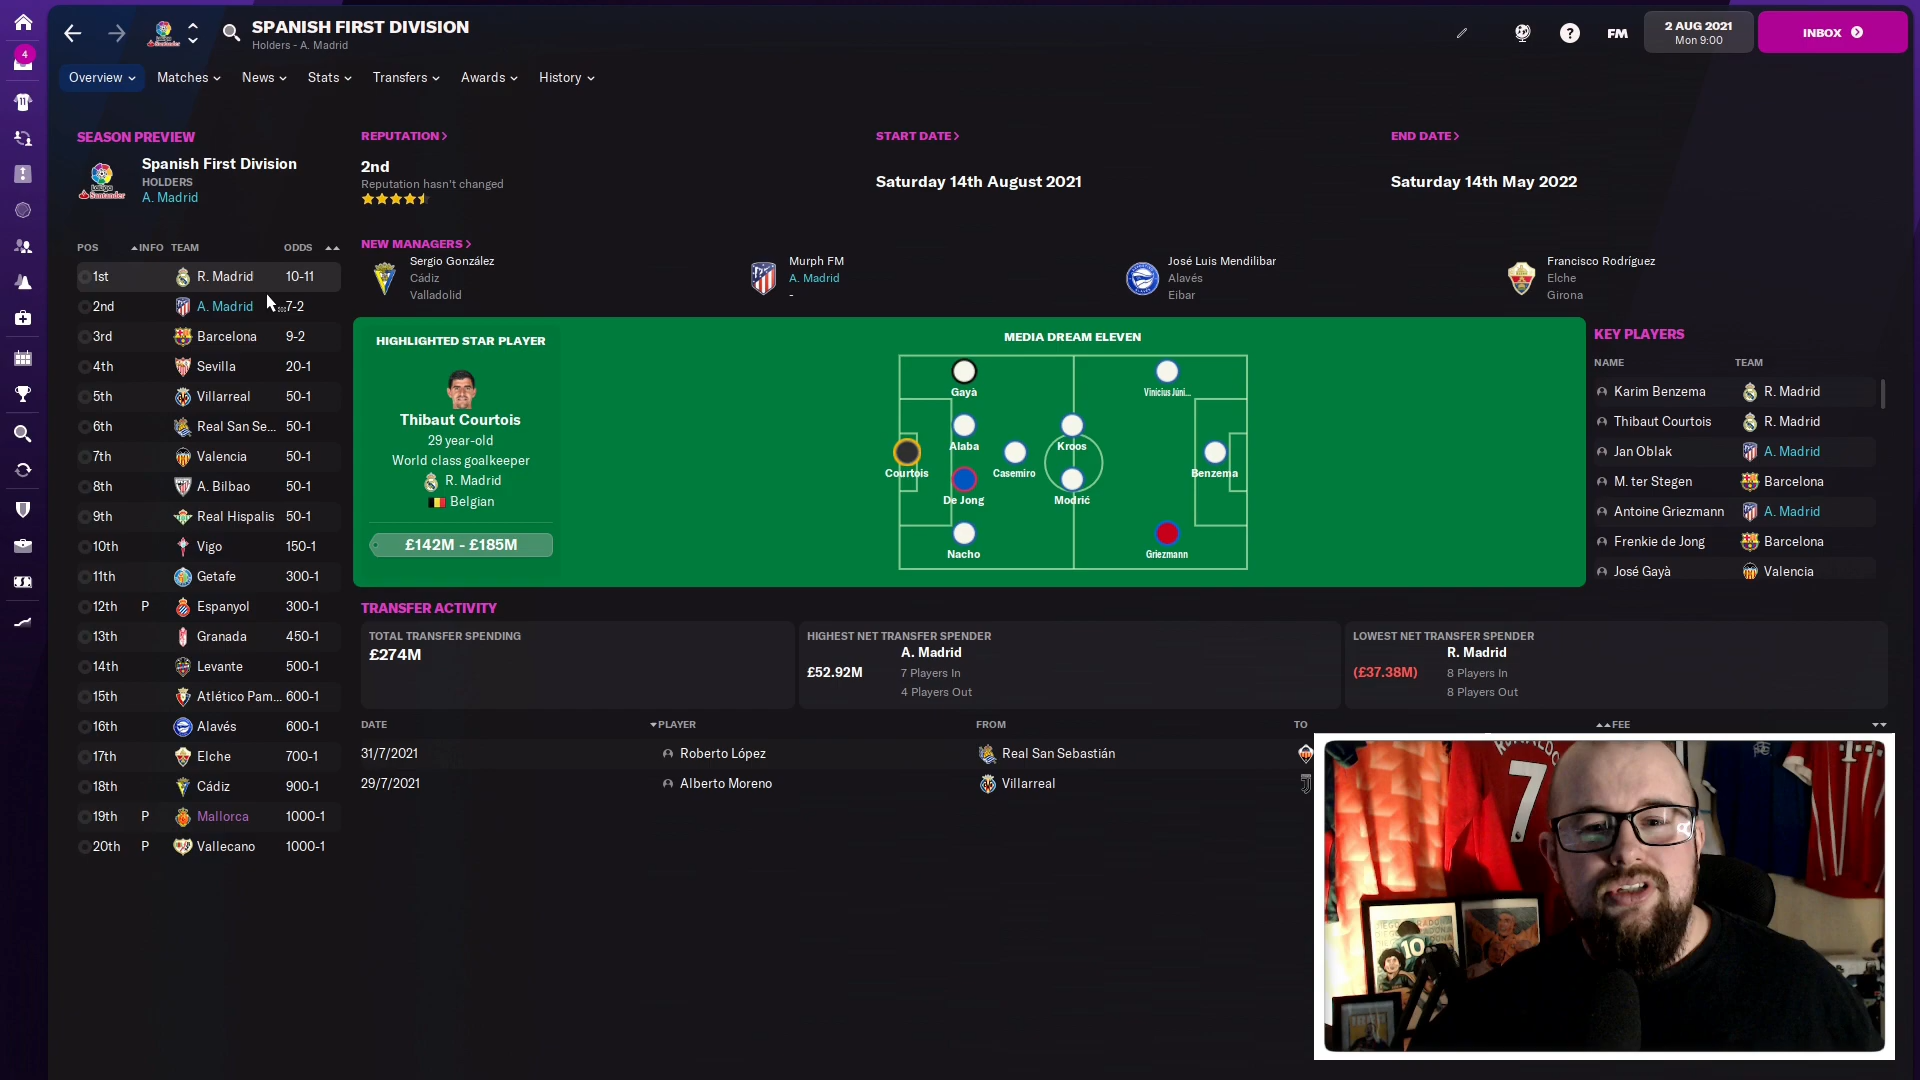 SPANISH FIRST DIVISION
Holders - A. Madrid
FM
2 AUG 2021
Mon 9:00
INBOX
4
Overview
Matches
News
Stats
Transfers
Awards
History
SEASON PREVIEW
Spanish First Division
HOLDERS
A. Madrid
REPUTATION
2nd
Reputation hasn't changed
START DATE
Saturday 14th August 2021
END DATE
Saturday 14th May 2022
NEW MANAGERS
Sergio González
Cádiz
Valladolid
Murph FM
A. Madrid
-
José Luis Mendilibar
Alavés
Eibar
Francisco Rodríguez
Elche
Girona
POS INFO TEAM ODDS
1st R. Madrid 10-11
2nd A. Madrid 7-2
3rd Barcelona 9-2
4th Sevilla 20-1
5th Villarreal 50-1
6th Real San Se... 50-1
7th Valencia 50-1
8th A. Bilbao 50-1
9th Real Hispalis 50-1
10th Vigo 150-1
11th Getafe 300-1
12th P Espanyol 300-1
13th Granada 450-1
14th Levante 500-1
15th Atlético Pam... 600-1
16th Alavés 600-1
17th Elche 700-1
18th Cádiz 900-1
19th P Mallorca 1000-1
20th P Vallecano 1000-1
HIGHLIGHTED STAR PLAYER
Thibaut Courtois
29 year-old
World class goalkeeper
R. Madrid
Belgian
£142M - £185M
MEDIA DREAM ELEVEN
Gayà
Vinícius Júni...
Alaba
Kroos
Courtois
Casemiro
Benzema
De Jong
Modrić
Nacho
Griezmann
KEY PLAYERS
NAME TEAM
Karim Benzema R. Madrid
Thibaut Courtois R. Madrid
Jan Oblak A. Madrid
M. ter Stegen Barcelona
Antoine Griezmann A. Madrid
Frenkie de Jong Barcelona
José Gayà Valencia
TRANSFER ACTIVITY
TOTAL TRANSFER SPENDING
£274M
HIGHEST NET TRANSFER SPENDER
A. Madrid
£52.92M
7 Players In
4 Players Out
LOWEST NET TRANSFER SPENDER
R. Madrid
(£37.38M)
8 Players In
8 Players Out
DATE PLAYER FROM TO FEE
31/7/2021 Roberto López Real San Sebastián
29/7/2021 Alberto Moreno Villarreal
RONALDO
7
10